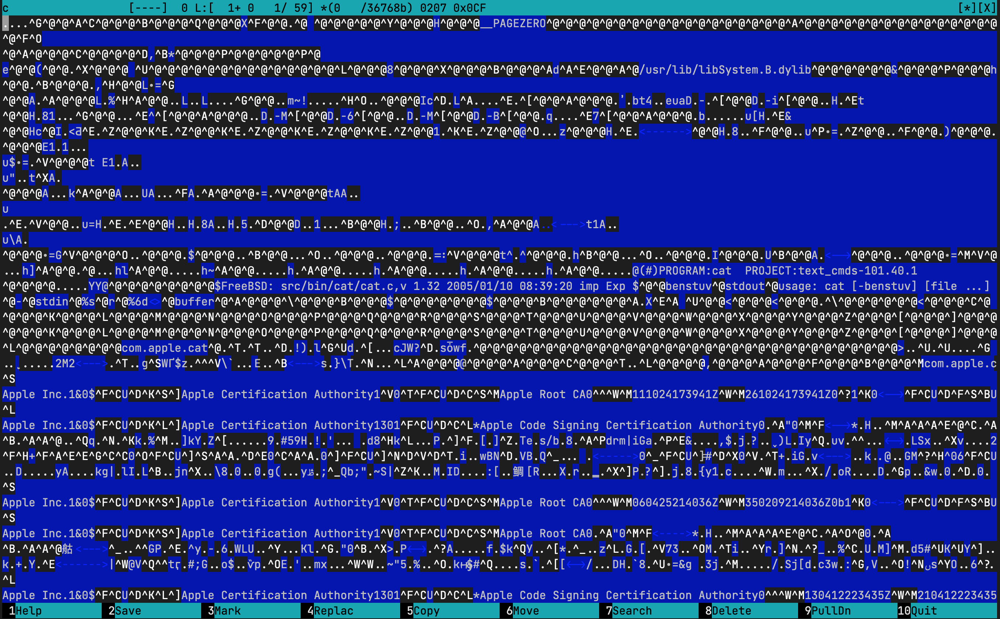 c                  [----]  0 L:[  1+ 0   1/ 59] *(0   /36768b) 0207 0x0CF                    [*][X]
....^G^@^@^A^C^@^@^@^B^@^@^@^Q^@^@^@X^F^@^@.^@ ^@^@^@^@^@^Y^@^@^@H^@^@^@__PAGEZERO^@^@^@^@^@^@^@^@^@^@^@^@^@^@^@^@^@^@^A^@^@^@^@^@^@^@^@^@^@^@^@^@^@^@
^@^F^O
^@^A^@^@^@^C^@^@^@^@^D,^B*^@^@^@^P^@^@^@^@^@^P^@
e^@^@(^@^@.^X^@^@^@ ^U^@^@^@^@^@^@^@^@^@^@^@^@^@^@^L^@^@^@8^@^@^@^X^@^@^@^B^@^@^@^Ad^A^E^@^@^A^@/usr/lib/libSystem.B.dylib^@^@^@^@^@^@&^@^@^@^P^@^@^@h
^@^@.^B^@^@^@.,^H^@^@L·=^G
^@^@A.^A^@^@^@L.%^H^A^@^@..L..L....^G^@^@..m~!.....^H^O..^@^@^@Ic^D.L^A....^E.^[^@^@^A^@^@^@.ʼ.bt4..euaD.-.^[^@^@D.-i^[^@^@..H.^Et
^@^@H.81...^G^@^@...^E^^[^@^@^A^@^@^@..D.-M^[^@^@D.-6^[^@^@..D.-M^[^@^@D.-B^[^@^@.q....^E7^[^@^@^A^@^@^@.b......u[H.^E&
^@^@Hc^@I.<Ƌ^E.^Z^@^@^K^E.^Z^@^@^K^E.^Z^@^@^K^E.^Z^@^@^K^E.^Z^@^@1.^K^E.^Z^@^@@^O...z^@^@^@H.^E.<------>^@^@H.8..^F^@^@..u^P·=.^Z^@^@..^F^@^@.)^@^@^@.
^@^@^@E1.1...
u$·=.^V^@^@^@t E1.A..
u"..t^XA.
^@^@^@A...k^A^@^@A...UA...^FA.^A^@^@^@·=.^V^@^@^@tAA..
u
.^E.^V^@^@..u=H.^E.^E^@^@H..H.8A..H.5.^D^@^@D..1...^B^@^@H.;..^B^@^@..^O.,^A^@^@A..<--->t1A..
u\A.
^@^@^@·=G^V^@^@^@^O..^@^@^@.$^@^@^@..^B^@^@...^O..^@^@^@..^@^@^@.=:^V^@^@^@t^.^^@^@^@.h^B^@^@...^O..^@^@^@.I^@^@^@.U^B^@^@A.<-->^@^@^@..^@^@^@·=^M^V^@
...h]^A^@^@.^@...hl^A^@^@.....h~^A^@^@.....h.^A^@^@.....h.^A^@^@.....h.^A^@^@.....h.^A^@^@.....@(#)PROGRAM:cat  PROJECT:text_cmds-101.40.1
^@^@^@^@.....YY@^@^@^@^@^@^@^@^@$FreeBSD: src/bin/cat/cat.c,v 1.32 2005/01/10 08:39:20 imp Exp $^@^@benstuv^@stdout^@usage: cat [-benstuv] [file ...]
^@-^@stdin^@%s^@r^@%6d<>^@buffer^@^A^@^@^@^\^@^@^@^B^@^@^@$^@^@^@^@^@^@^@$^@^@^@^B^@^@^@^@^@^@^A.X^E^A ^U^@^@<^@^@^@<^@^@^@.^\^@^@^@^@^@^@<^@^@^@^C^@
^@^@^@^K^@^@^@^L^@^@^@^M^@^@^@^N^@^@^@^O^@^@^@^P^@^@^@^Q^@^@^@^R^@^@^@^S^@^@^@^T^@^@^@^U^@^@^@^V^@^@^@^W^@^@^@^X^@^@^@^Y^@^@^@^Z^@^@^@^[^@^@^@^]^@^@^@
^@^@^@^K^@^@^@^L^@^@^@^M^@^@^@^N^@^@^@^O^@^@^@^P^@^@^@^Q^@^@^@^R^@^@^@^S^@^@^@^T^@^@^@^U^@^@^@^V^@^@^@^W^@^@^@^X^@^@^@^Y^@^@^@^Z^@^@^@^[^@^@^@^]^@^@^@
^L^@^@^@^@^@^@^@^@com.apple.cat^@.^T.^T..^D.!).l^G^Ud.^[...cJW?^D.sōwf.^@^@^@^@^@^@^@^@^@^@^@^@^@^@^@^@^@^@^@^@^@^@^@^@^@^@^@^@^@^@^@^@>..^U.^U....^G
.......2M2<--->.^T..g^SWҐ$z.^^^V\`...E..^B<--->s.}\T.^N...^L^A^@^@^@@^@^@^@^A^@^@^@^C^@^@^@^T..^L^@^@^@@,^@^@^@^A^@^@^@^F^@^@^@^B^@^@^@^Mcom.apple.c
^S
Apple Inc.1&0$^F^CU^D^K^S^]Apple Certification Authority1^V0^T^F^CU^D^C^S^MApple Root CA0^^^W^M111024173941Z^W^M261024173941Z0^?1^K0<-->^F^CU^D^F^S^BU
^L
Apple Inc.1&0$^F^CU^D^K^L^]Apple Certification Authority1301^F^CU^D^C^L*Apple Code Signing Certification Authority0.^A"0^M^F<-->*.H..^M^A^A^A^E^@^C.^A
^B.^A^A^@..^Qq.^N.^Kk.%^M..]kY.Z^[......9.#59H.!.'... .d8^Hk^L...P.^]^F.[.]^Z.Te.s/b.8.^A^Pdrm|iGa.^P^E&....,$.j.?..ˬ)L.Iy^Q.uv.^^...<-->.LSx..^Xv....2
^F^H+^F^A^E^E^G^C^C0^O^F^CU^]^S^A^A.^D^E0^C^A^A.0^]^F^CU^]^N^D^V^D^T.i..wBN^D.VB.Q^_.... .<----->0^_^F^CU^]#^D^X0^V.^T+.iG.v<--->..k..@..GM^?^H^06^F^CU
..D.....yA....kg|.lI.L^B..jn^X..\8.0..0.g(...y.;^_Qb;".~S|^Z^K..M.ID....:[..鲷[R...X.r..‗.^X^]P.?^].j.8.{y1.c....^W.m...^X./.oR....D.^Gp..&w.0.^D.0.
^S
Apple Inc.1&0$^F^CU^D^K^S^]Apple Certification Authority1^V0^T^F^CU^D^C^S^MApple Root CA0^^^W^M060425214036Z^W^M350209214036Z0b1^K0<--->^F^CU^D^F^S^BU
^S
Apple Inc.1&0$^F^CU^D^K^S^]Apple Certification Authority1^V0^T^F^CU^D^C^S^MApple Root CA0.^A"0^M^F<---->*.H..^M^A^A^A^E^@^C.^A^O^@0.^A
^B.^A^A^@舙<--->^_..^^GP.^E.^y.-.6.WLU..^Y...Kl.^G."0^B.^X>.P<-->.^?A.....f.$k^Qy..^[*.^_..z^L.G.[.^V73..^OM.^Ti..^Yr.]^N.^?_..%^C.U.M]^M.d5#^UK^UY^]..
k.+.Y.^E<------>|^W@V^Q^^tӷ.#;G..o$..v̏p.^OE.'..mx...^W^W..~"5.%..^O.k$#^Q....s.`.^[[<-->/...DH.`8.^U·=&g .3j.^M...../.Sj[d.c3w.:^G,V..^O!^Ns^YO..6^?.
^L
Apple Inc.1&0$^F^CU^D^K^L^]Apple Certification Authority1301^F^CU^D^C^L*Apple Code Signing Certification Authority0^^^W^M130412223435Z^W^M210412223435
1Help  2Save  3Mark  4Replac  5Copy  6Move  7Search  8Delete  9PullDn  10Quit